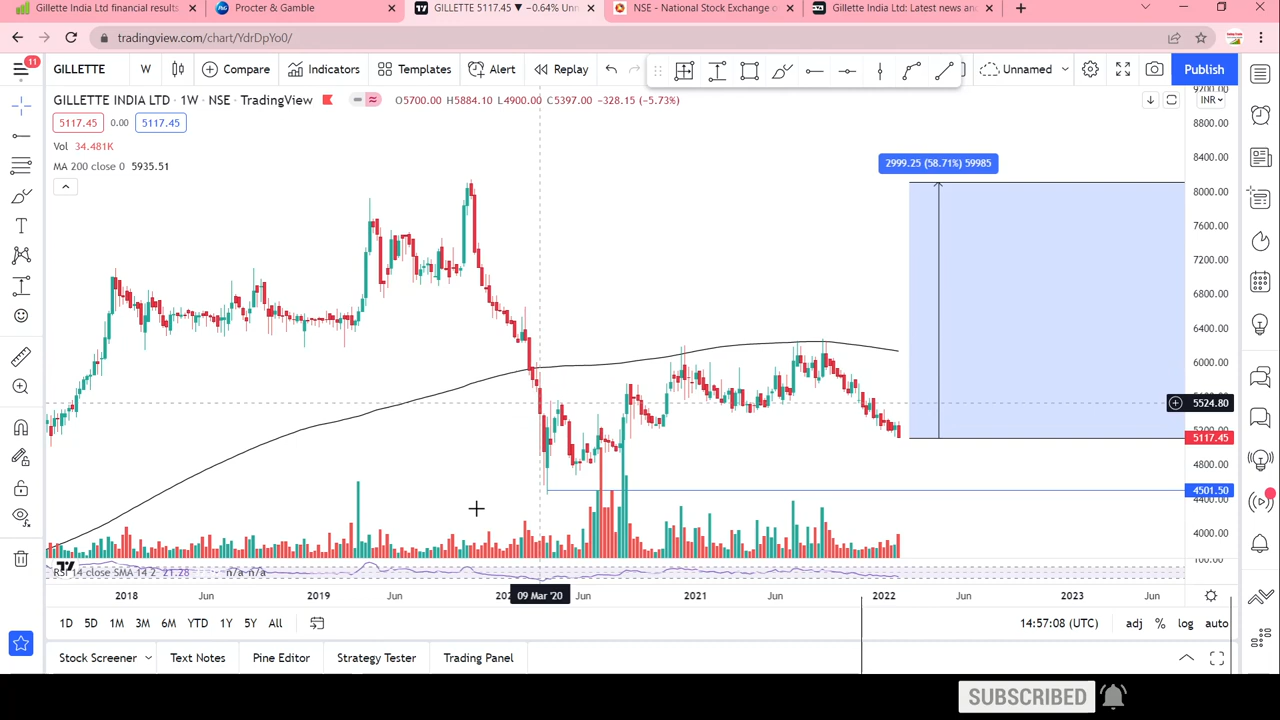 Gillette India Ltd financial results
Procter & Gamble
GILLETTE 5117.45 ▼ −0.64% Unn
NSE - National Stock Exchange o
Gillette India Ltd: Latest news an
tradingview.com/chart/YdrDpYo0/
11
GILLETTE
W
Compare
Indicators
Templates
Alert
Replay
Unnamed
Publish
GILLETTE INDIA LTD · 1W · NSE · TradingView
O5700.00 H5884.10 L4900.00 C5397.00 −328.15 (−5.73%)
INR
5117.45
0.00
5117.45
Vol 34.481K
MA 200 close 0 5935.51
2999.25 (58.71%) 59985
9200.00
8800.00
8400.00
8000.00
7600.00
7200.00
6800.00
6400.00
6000.00
5524.80
5200.00
5117.45
4800.00
4501.50
4400.00
4000.00
RSI 14 close SMA 14 2 21.28 n/a n/a
2018
Jun
2019
Jun
09 Mar '20
Jun
2021
Jun
2022
Jun
2023
Jun
1D
5D
1M
3M
6M
YTD
1Y
5Y
All
14:57:08 (UTC)
adj
%
log
auto
Stock Screener
Text Notes
Pine Editor
Strategy Tester
Trading Panel
SUBSCRIBED